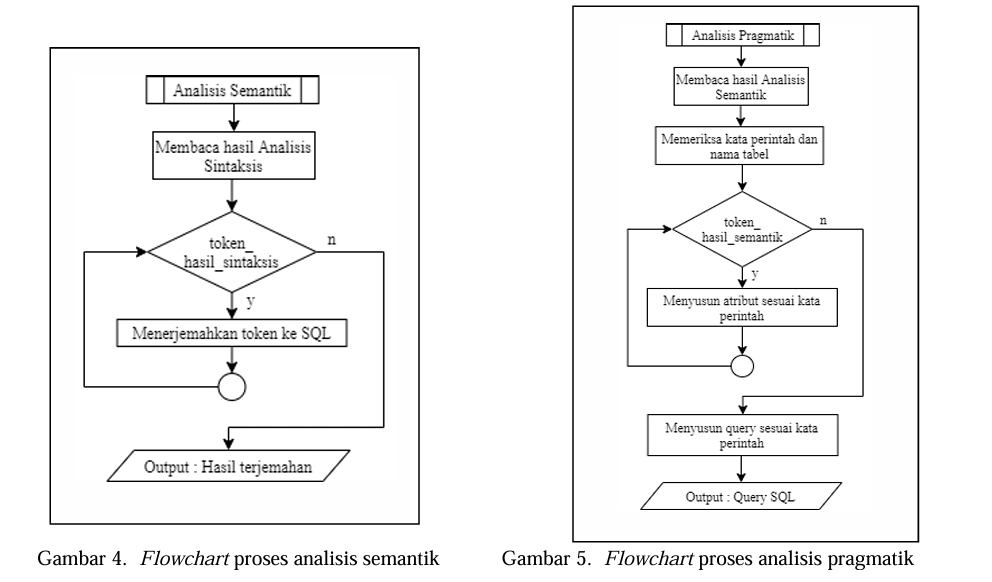 Analisis Semantik
Membaca hasil Analisis
Sintaksis
token_
hasil_sintaksis
n
y
Menerjemahkan token ke SQL
Output : Hasil terjemahan
Gambar 4. Flowchart proses analisis semantik
Analisis Pragmatik
Membaca hasil Analisis
Semantik
Memeriksa kata perintah dan
nama tabel
token_
hasil_semantik
n
y
Menyusun atribut sesuai kata
perintah
Menyusun query sesuai kata
perintah
Output : Query SQL
Gambar 5. Flowchart proses analisis pragmatik